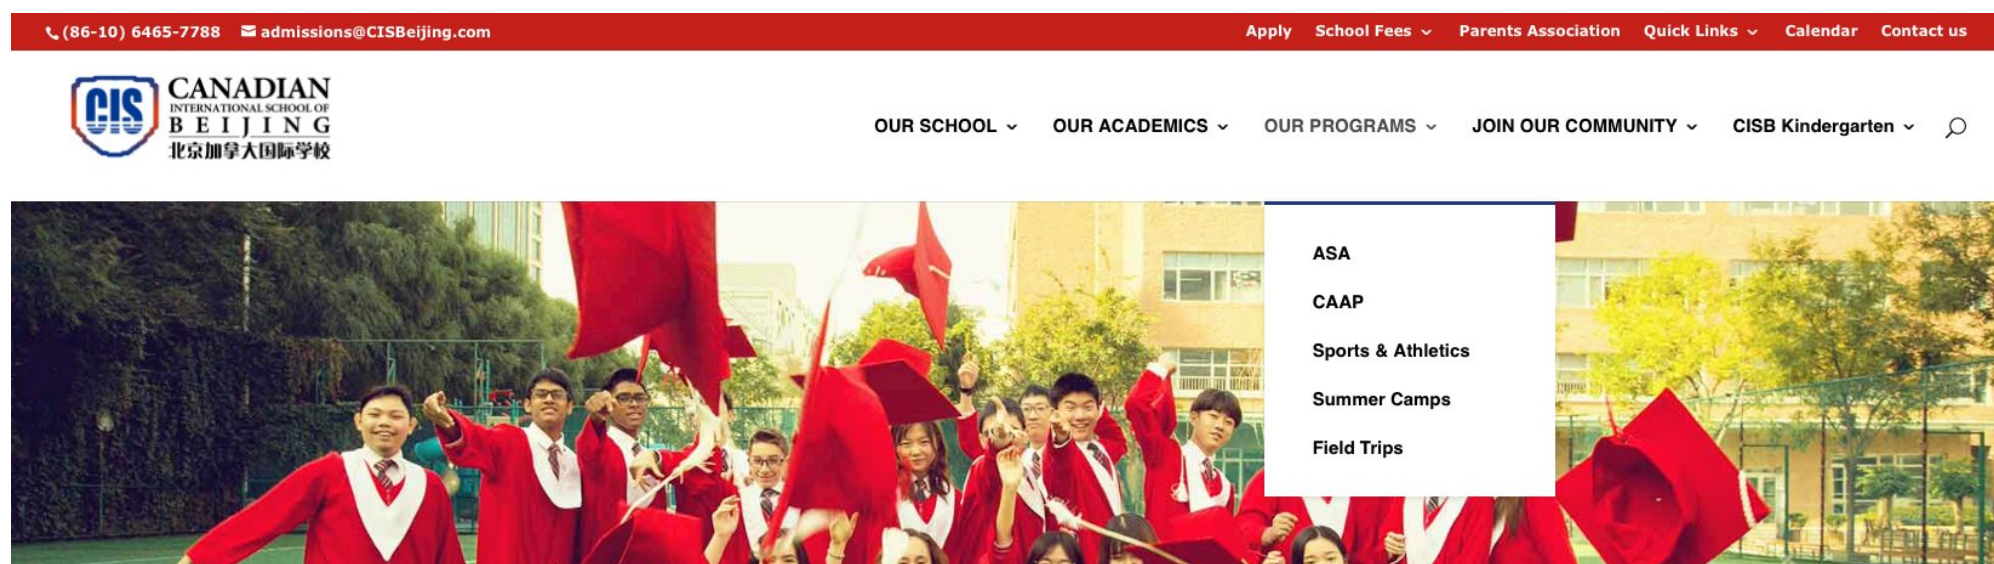 (86-10) 6465-7788 admissions@CISBeijing.com
Apply School Fees Parents Association Quick Links Calendar Contact us
CIS
CANADIAN
INTERNATIONAL SCHOOL OF
BEIJING
北京加拿大国际学校
OUR SCHOOL OUR ACADEMICS OUR PROGRAMS JOIN OUR COMMUNITY CISB Kindergarten
ASA
CAAP
Sports & Athletics
Summer Camps
Field Trips